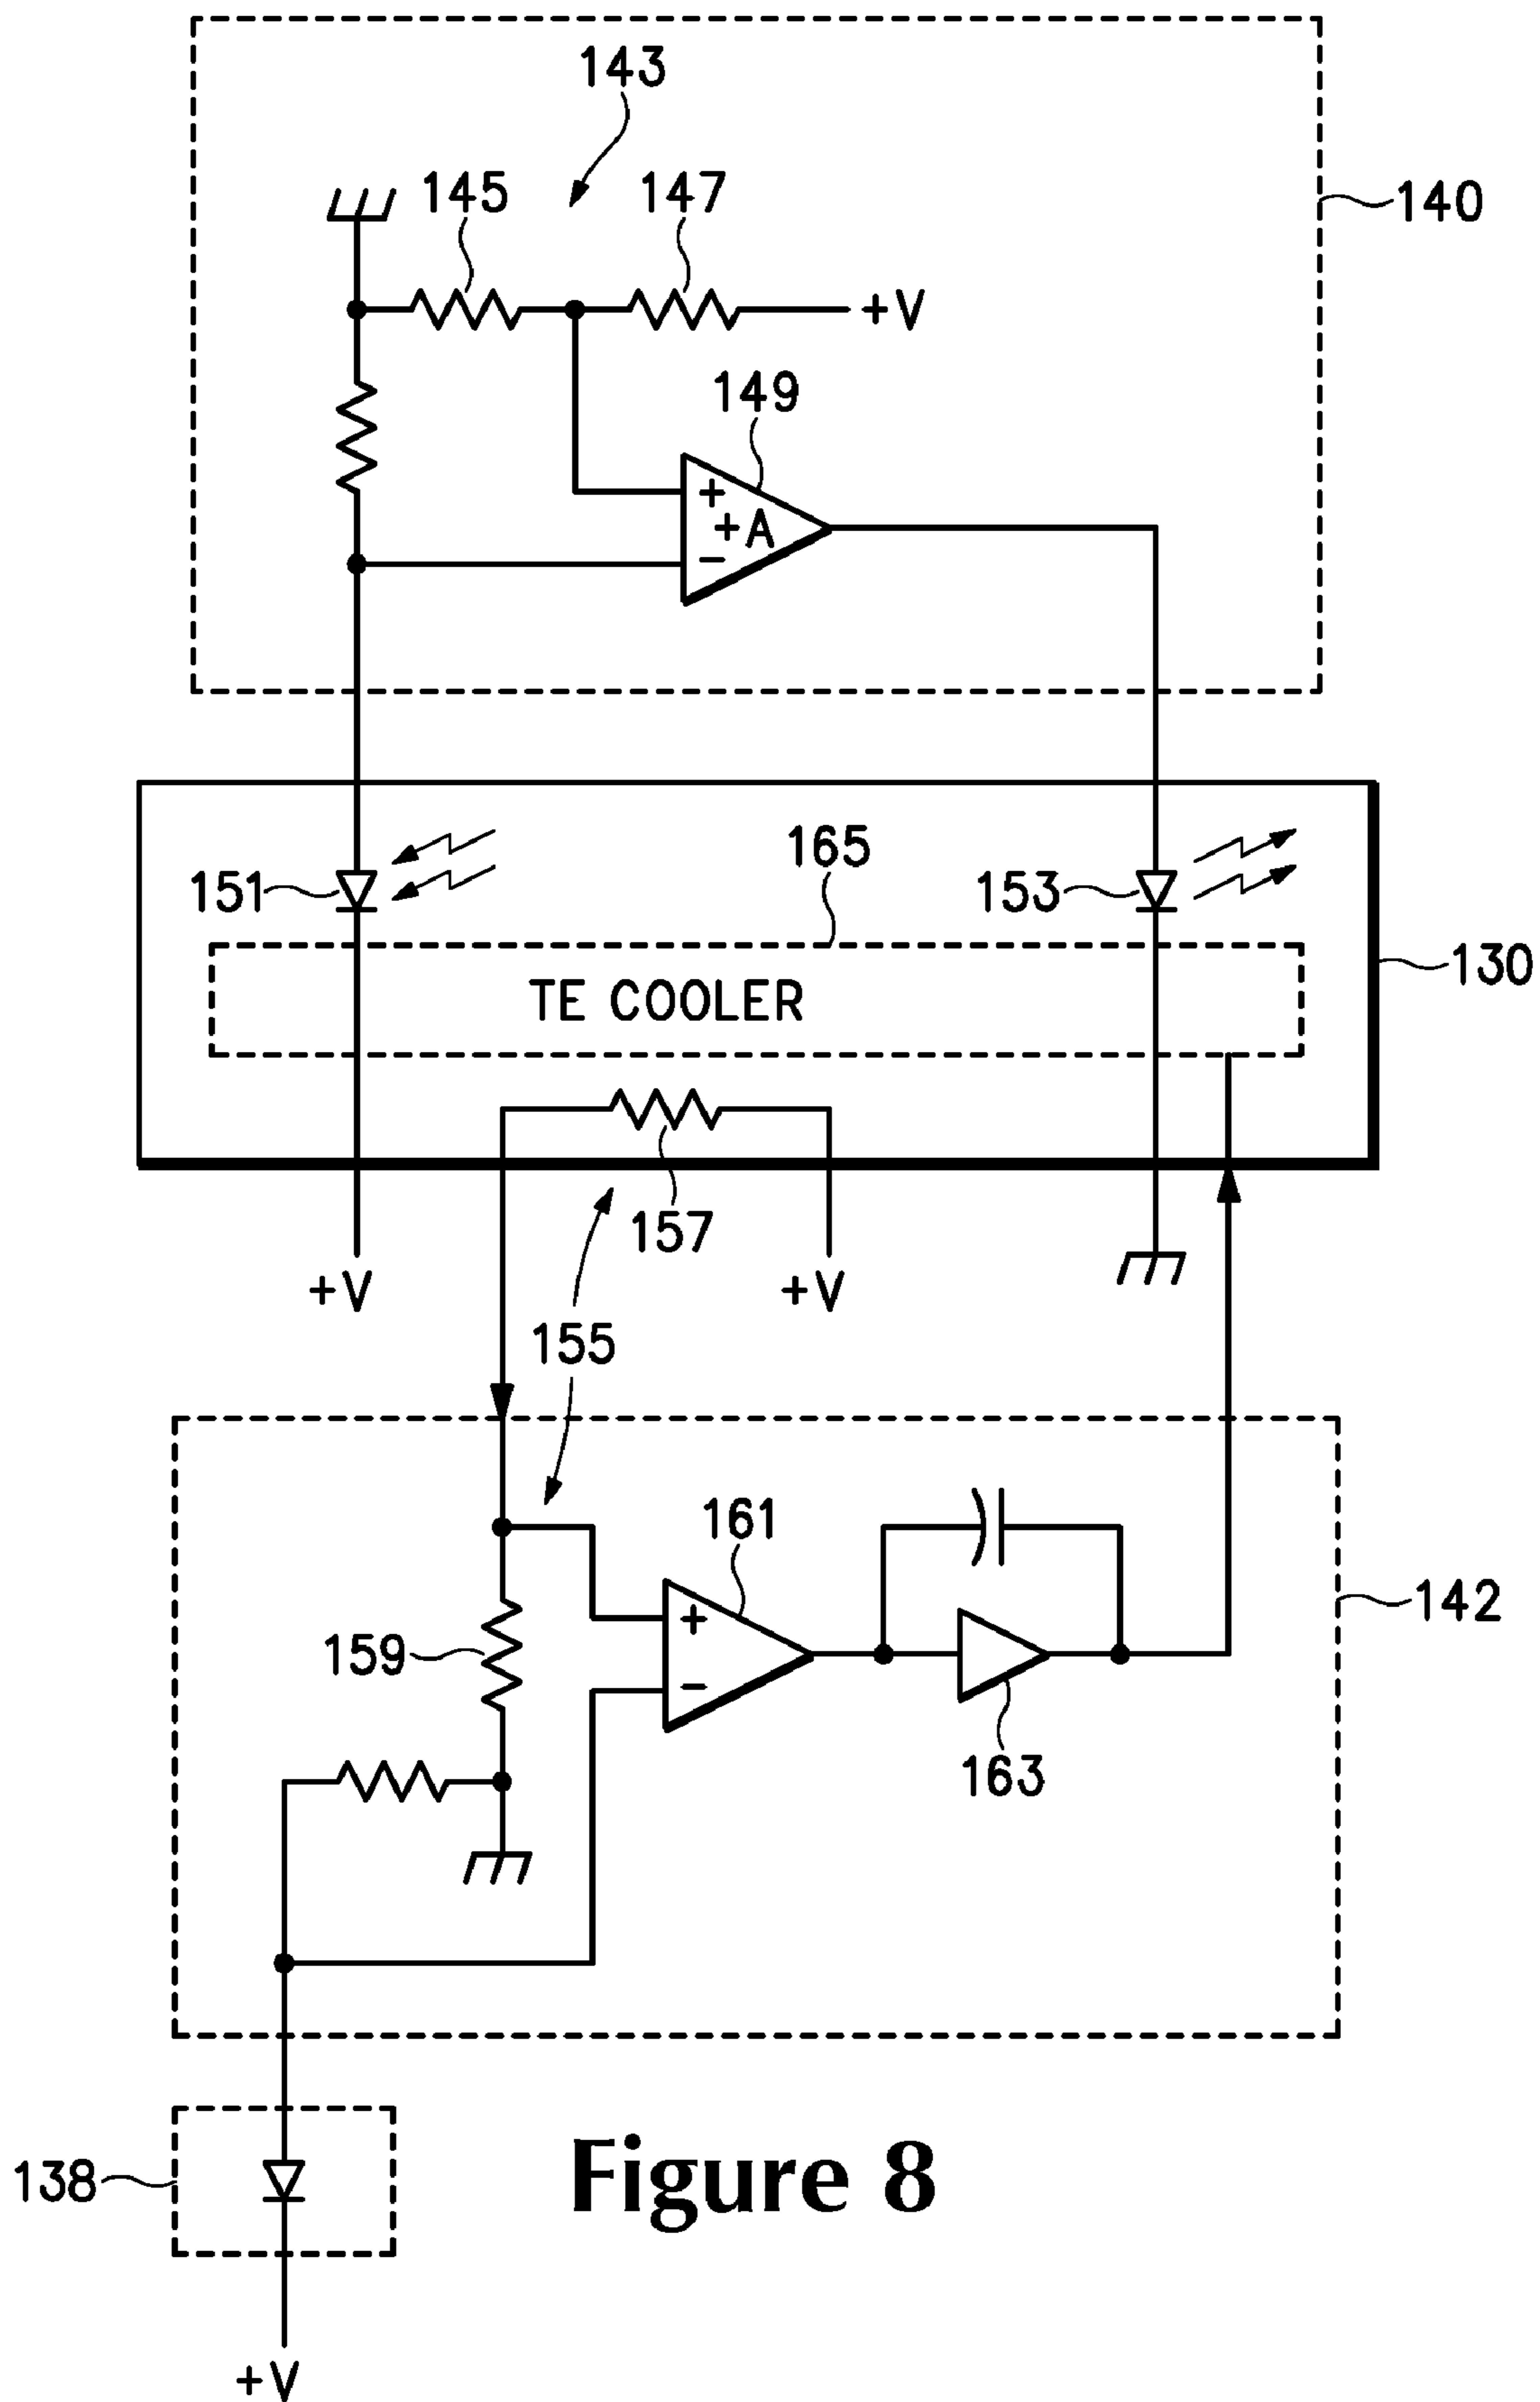 143
145
147
140
+V
149
+
+A
−
165
151
153
130
TE COOLER
157
+V
+V
155
161
142
+
159
−
163
138
Figure 8
+V